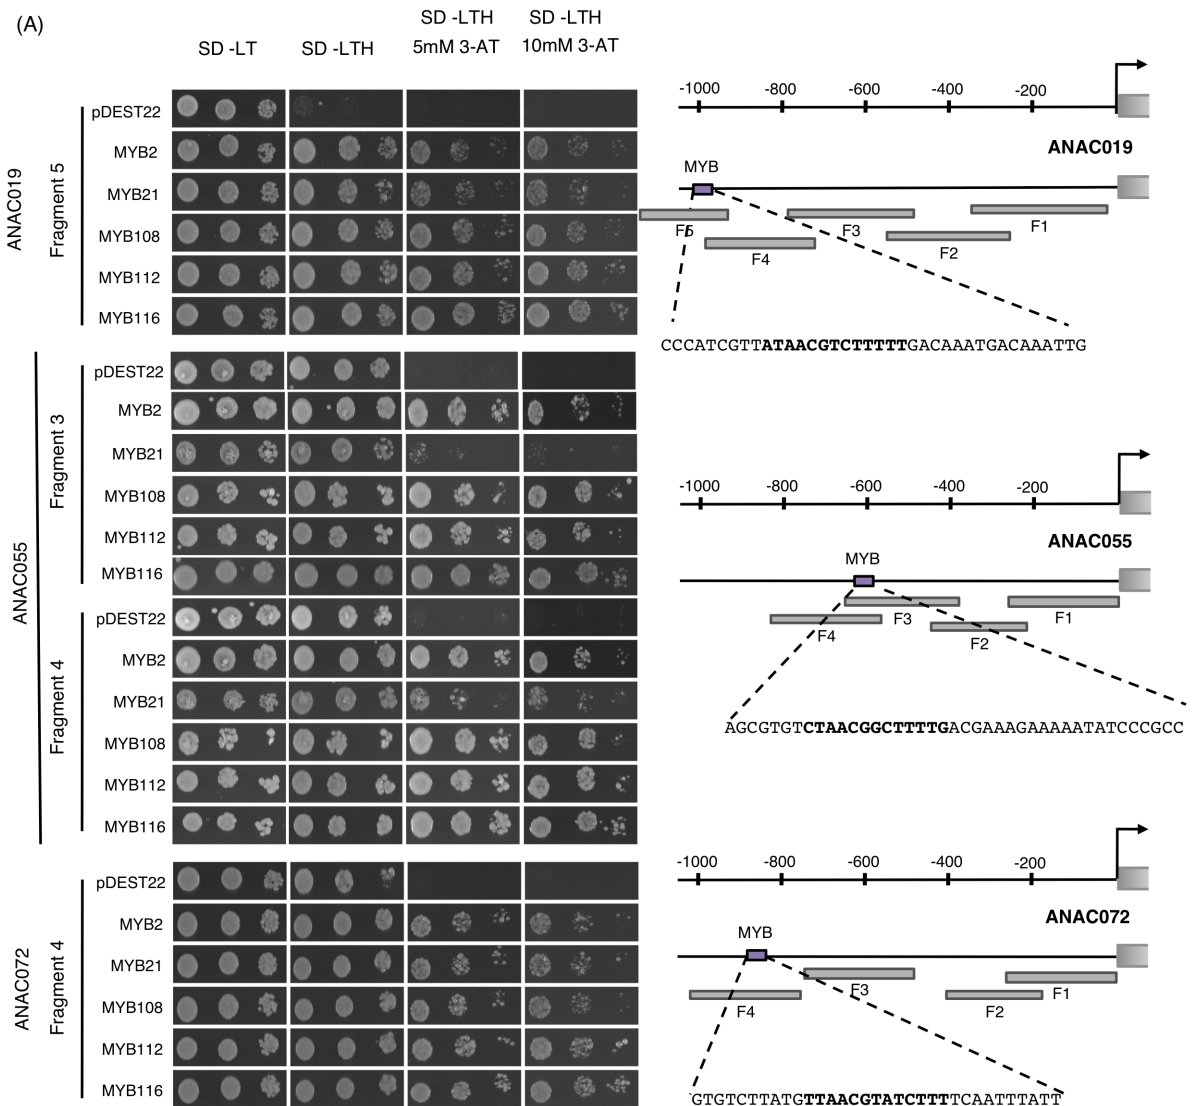 (A)
SD -LT
SD -LTH
SD -LTH
5mM 3-AT
SD -LTH
10mM 3-AT
ANAC019
Fragment 5
pDEST22
MYB2
MYB21
MYB108
MYB112
MYB116
ANAC055
Fragment 3
pDEST22
MYB2
MYB21
MYB108
MYB112
MYB116
Fragment 4
pDEST22
MYB2
MYB21
MYB108
MYB112
MYB116
ANAC072
Fragment 4
pDEST22
MYB2
MYB21
MYB108
MYB112
MYB116
-1000 -800 -600 -400 -200
ANAC019
MYB
F5 F4 F3 F2 F1
CCCATCGTTATAACGTCTTTTTGACAAATGACAAATTG
-1000 -800 -600 -400 -200
ANAC055
MYB
F4 F3 F2 F1
AGCGTGTCTAACGGCTTTTGACGAAAGAAAAATATCCCGCC
-1000 -800 -600 -400 -200
ANAC072
MYB
F4 F3 F2 F1
GTGTCTTATGTTAACGTATCTTTTCAATTTATT